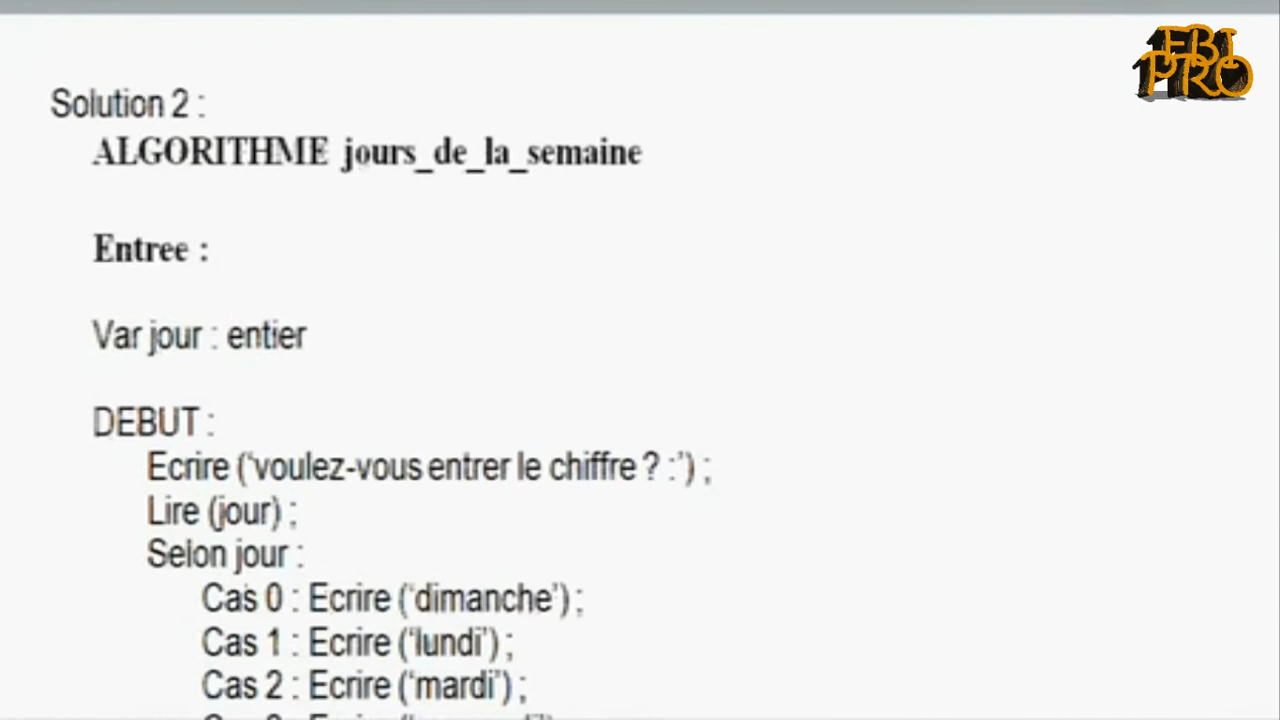 FBI
PRO
Solution 2 :
ALGORITHME jours_de_la_semaine
Entree :
Var jour : entier
DEBUT :
Ecrire (‘voulez-vous entrer le chiffre ? :’) ;
Lire (jour) ;
Selon jour :
Cas 0 : Ecrire (‘dimanche’) ;
Cas 1 : Ecrire (‘lundi’) ;
Cas 2 : Ecrire (‘mardi’) ;